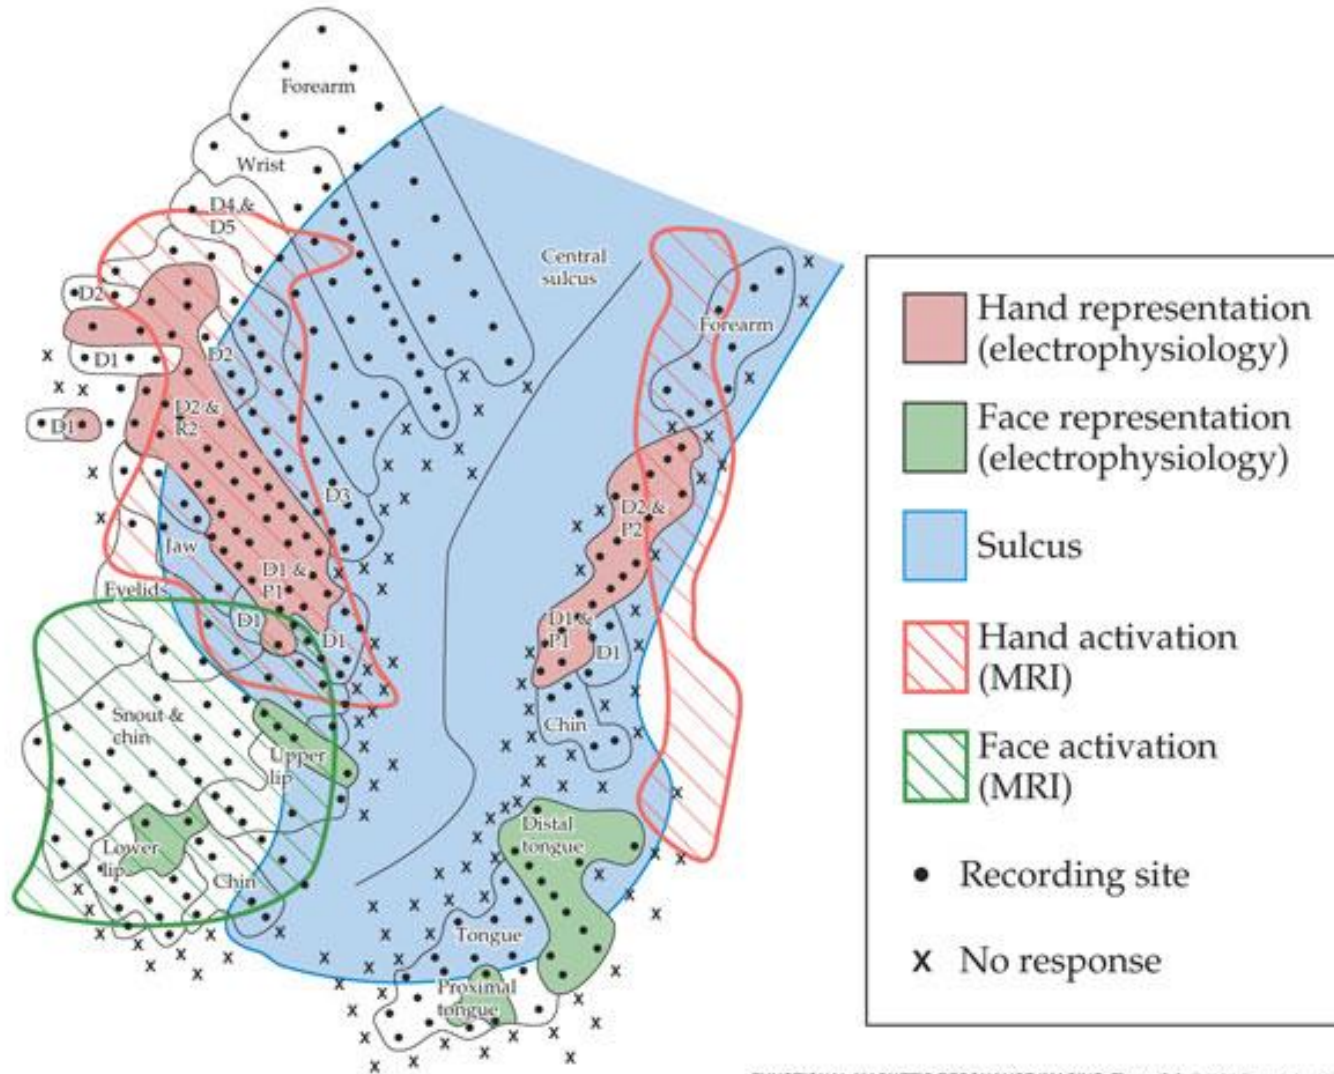 Forearm
Wrist
D4 &
D5
Central
sulcus
D2
Forearm
D1
D2
D2 &
R2
D1
D3
D2 &
P2
Jaw
D1 &
P1
Eyelids
D1
D1
D1 &
P1
D1
Snout &
chin
Chin
Upper
lip
Distal
tongue
Lower
lip
Chin
Tongue
Proximal
tongue
Hand representation
(electrophysiology)
Face representation
(electrophysiology)
Sulcus
Hand activation
(MRI)
Face activation
(MRI)
Recording site
x No response